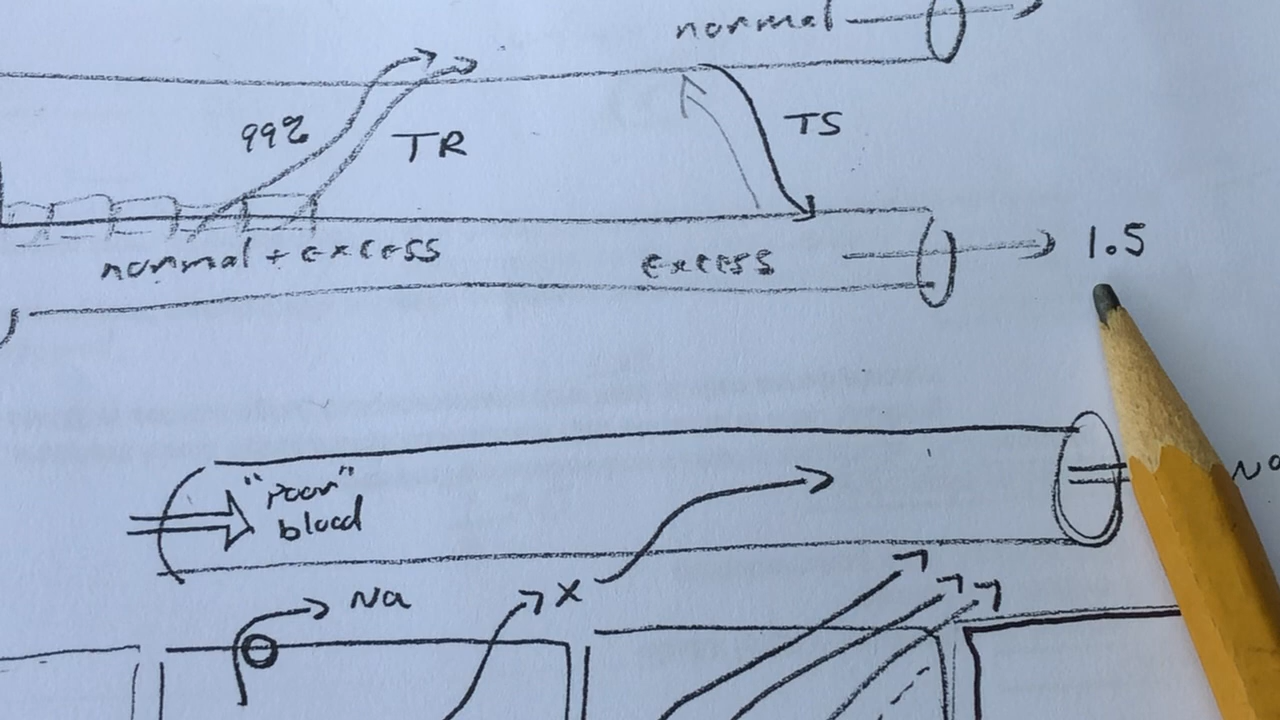 normal
99%
TR
TS
normal + excess
excess
1.5
"poor"
blood
Na
X